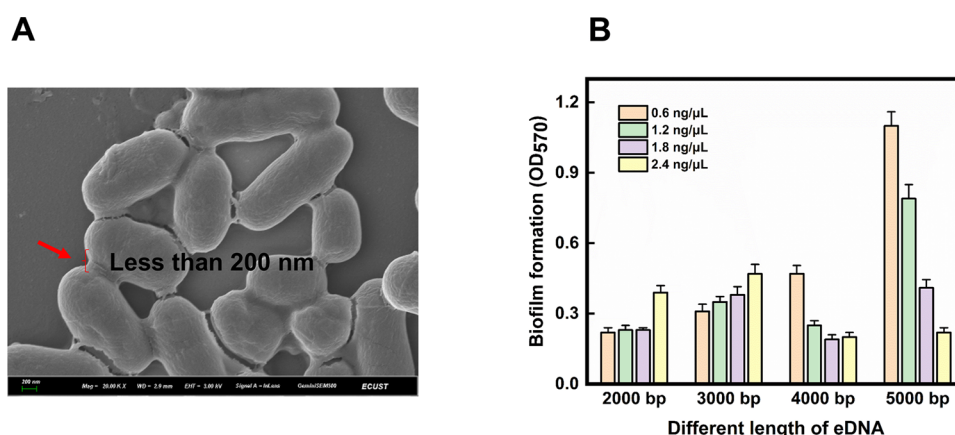 A
B
Less than 200 nm
200 nm
Mag = 20.00 K X WD = 2.9 mm EHT = 3.00 kV Signal A = InLens GeminiSEM500 ECUST
Biofilm formation (OD570)
1.2
0.9
0.6
0.3
0.0
0.6 ng/μL
1.2 ng/μL
1.8 ng/μL
2.4 ng/μL
2000 bp 3000 bp 4000 bp 5000 bp
Different length of eDNA